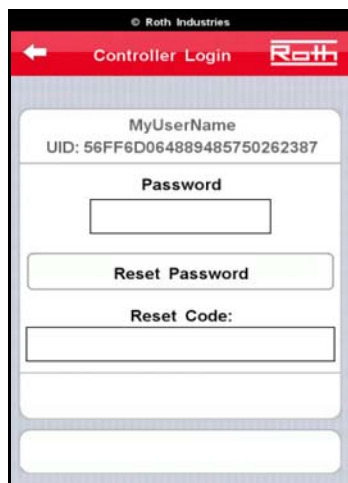 © Roth Industries
Controller Login
Roth
MyUserName
UID: 56FF6D064889485750262387
Password
Reset Password
Reset Code: